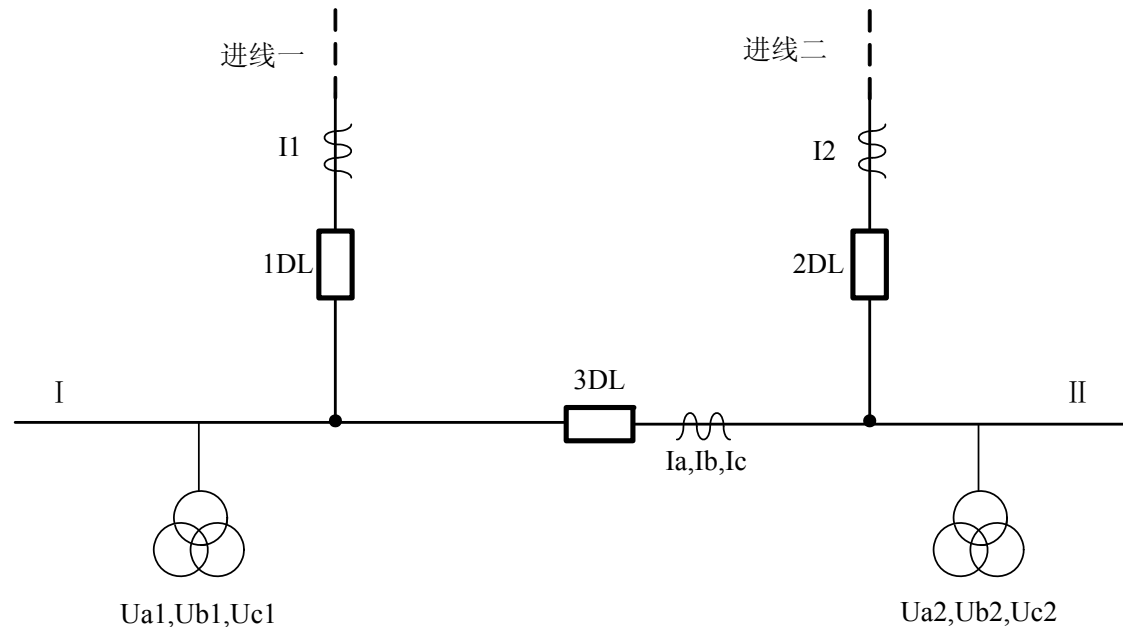 进线一
进线二
I1
I2
1DL
2DL
3DL
Ⅰ
Ⅱ
Ia,Ib,Ic
Ua1,Ub1,Uc1
Ua2,Ub2,Uc2